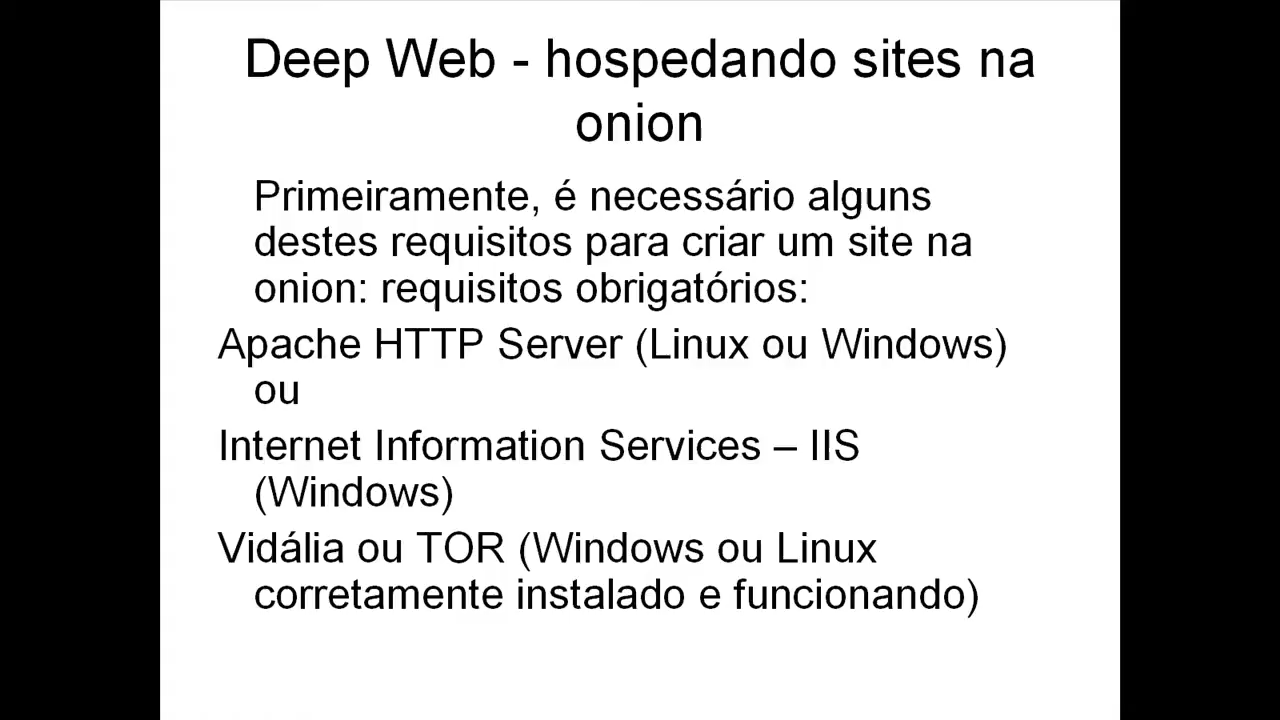 Deep Web - hospedando sites na
onion
Primeiramente, é necessário alguns
destes requisitos para criar um site na
onion: requisitos obrigatórios:
Apache HTTP Server (Linux ou Windows)
ou
Internet Information Services – IIS
(Windows)
Vidália ou TOR (Windows ou Linux
corretamente instalado e funcionando)